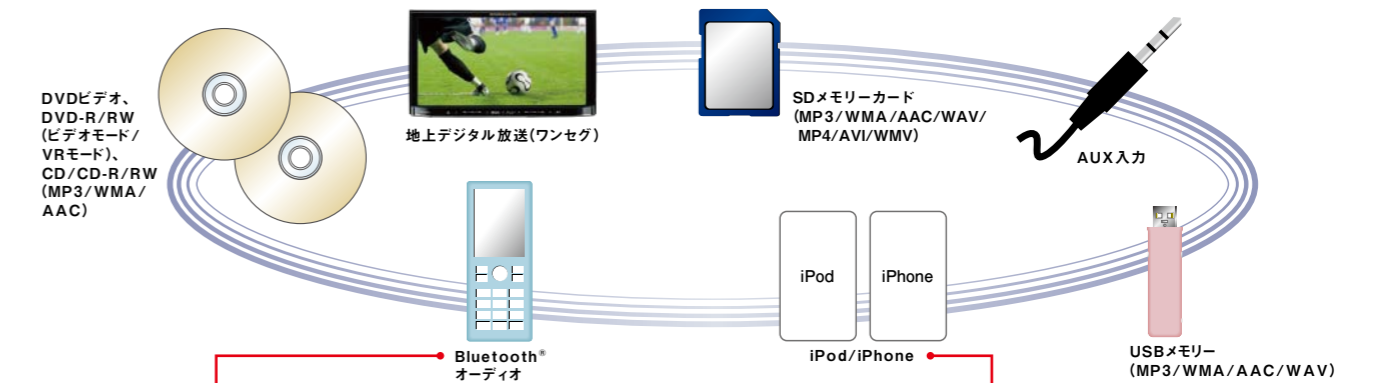 DVDビデオ、
DVD-R/RW
(ビデオモード/
VRモード)、
CD/CD-R/RW
(MP3/WMA/
AAC)
地上デジタル放送(ワンセグ)
SDメモリーカード
(MP3/WMA/AAC/WAV/
MP4/AVI/WMV)
AUX入力
Bluetooth®
オーディオ
iPod
iPhone
iPod/iPhone
USBメモリー
(MP3/WMA/AAC/WAV)